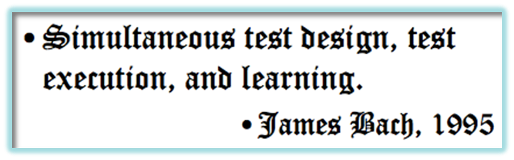 • Simultaneous test design, test
execution, and learning.
• James Bach, 1995